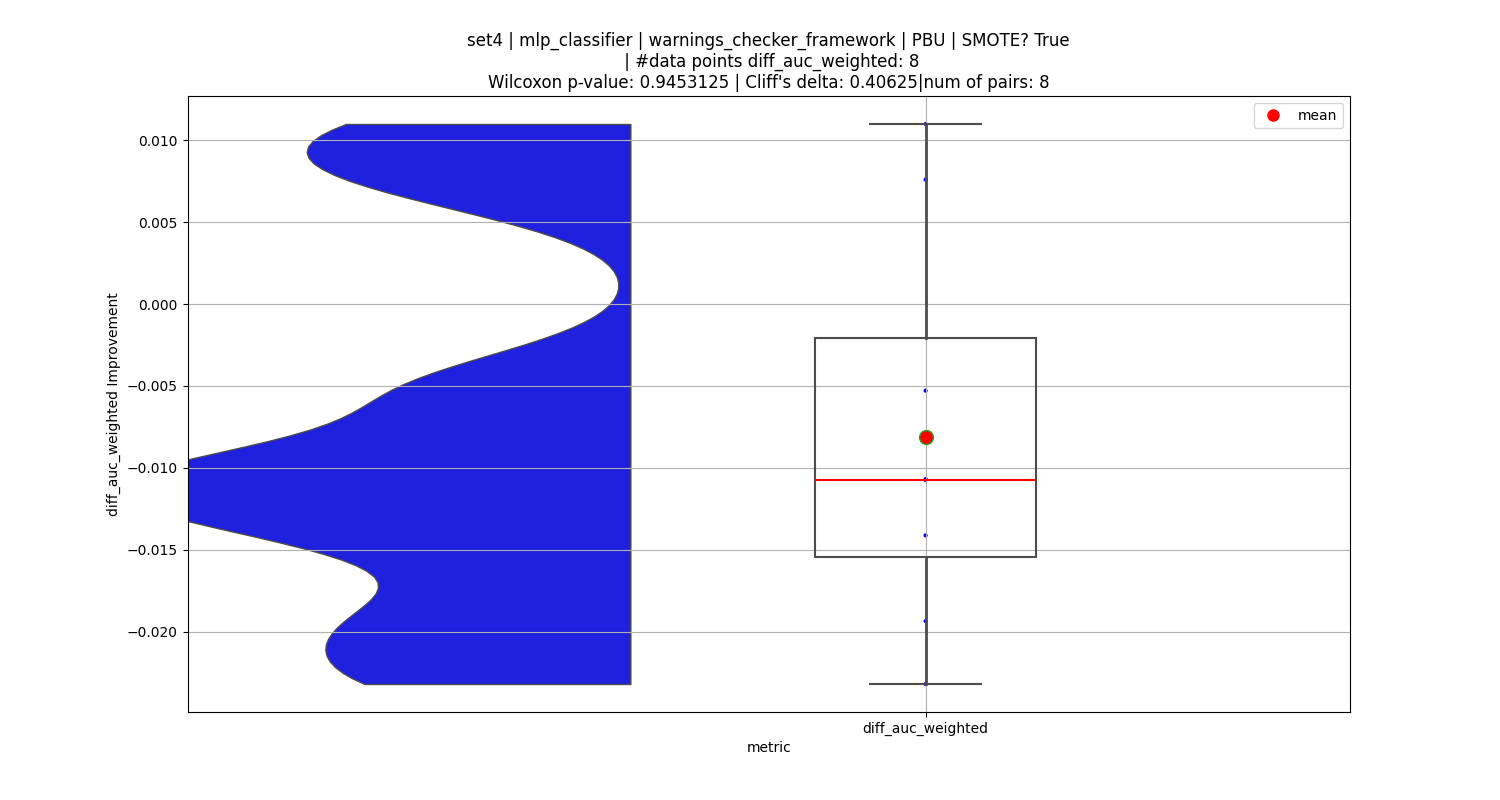 set4 | mlp_classifier | warnings_checker_framework | PBU | SMOTE? True
| #data points diff_auc_weighted: 8
Wilcoxon p-value: 0.9453125 | Cliff's delta: 0.40625|num of pairs: 8
mean
0.010
0.005
0.000
−0.005
−0.010
−0.015
−0.020
diff_auc_weighted Improvement
diff_auc_weighted
metric